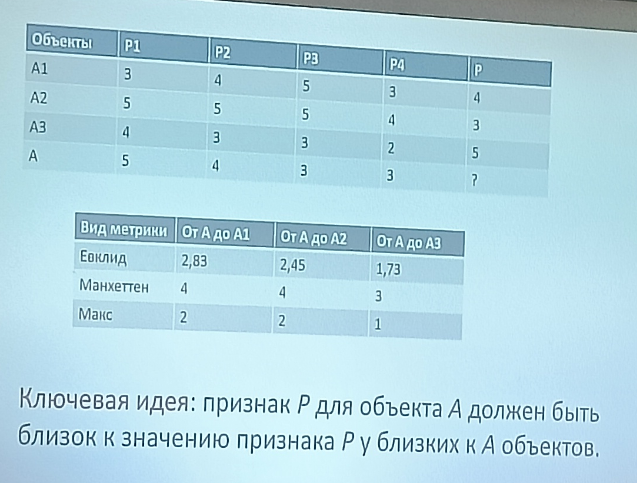 Объекты P1 P2 P3 P4 P
A1 3 4 5 3 4
A2 5 5 5 4 3
A3 4 3 3 2 5
A 5 4 3 3 ?
Вид метрики От A до A1 От A до A2 От A до A3
Евклид 2,83 2,45 1,73
Манхеттен 4 4 3
Макс 2 2 1
Ключевая идея: признак P для объекта A должен быть
близок к значению признака P у близких к A объектов.